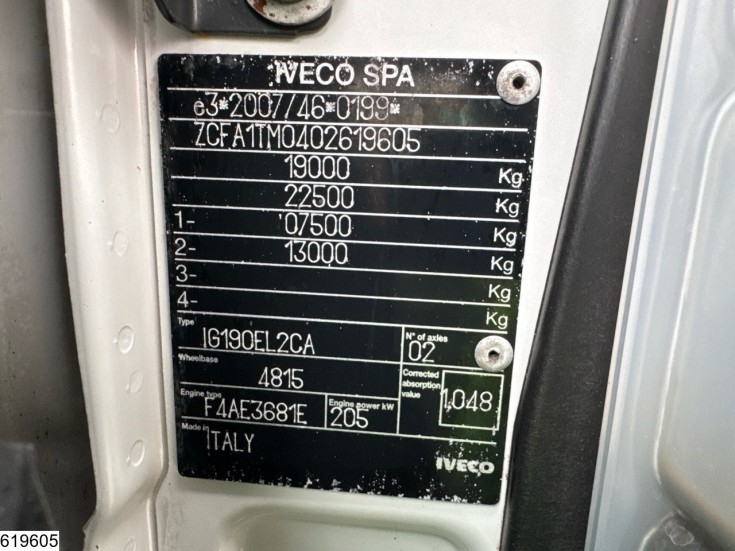 IVECO SPA
e3*2007/46*0199*
ZCFA1TM0402619605
19000 Kg
22500 Kg
1- 07500 Kg
2- 13000 Kg
3- Kg
4- Kg
Type
IG190EL2CA
N° of axles
02
Wheelbase
4815
Corrected
absorption
value
1,048
Engine type
F4AE3681E
Engine power kW
205
Made in
ITALY
IVECO
619605